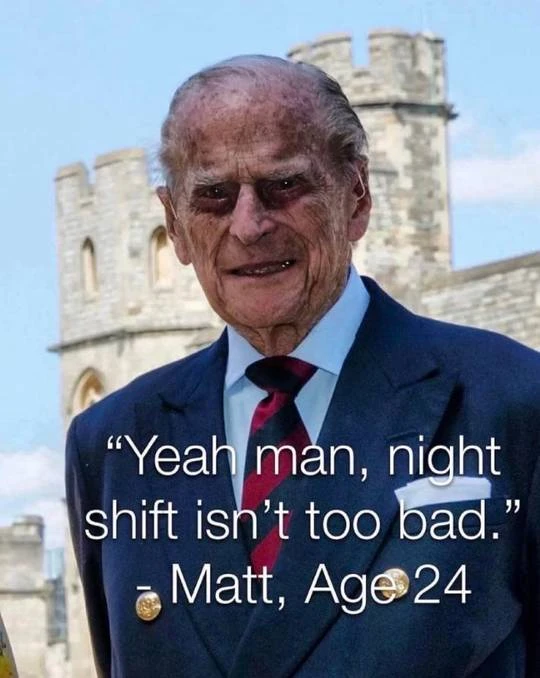 “Yeah man, night
shift isn’t too bad.”
- Matt, Age 24